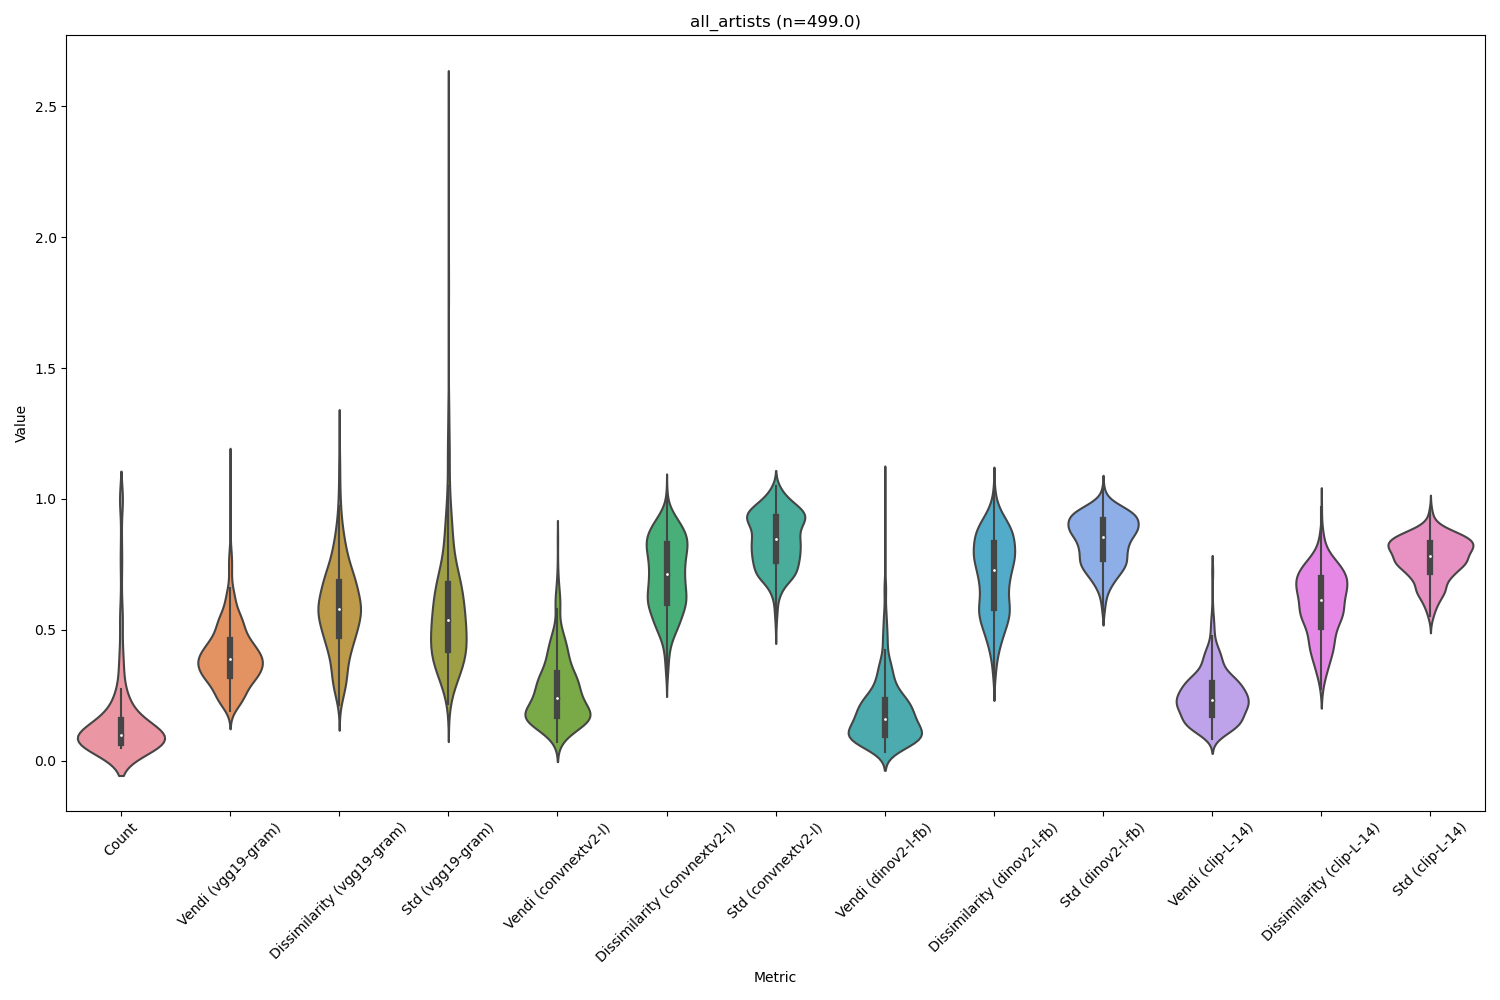 all_artists (n=499.0)
Value
2.5
2.0
1.5
1.0
0.5
0.0
Count
Vendi (vgg19-gram)
Dissimilarity (vgg19-gram)
Std (vgg19-gram)
Vendi (convnextv2-l)
Dissimilarity (convnextv2-l)
Std (convnextv2-l)
Vendi (dinov2-l-fb)
Dissimilarity (dinov2-l-fb)
Std (dinov2-l-fb)
Vendi (clip-L-14)
Dissimilarity (clip-L-14)
Std (clip-L-14)
Metric